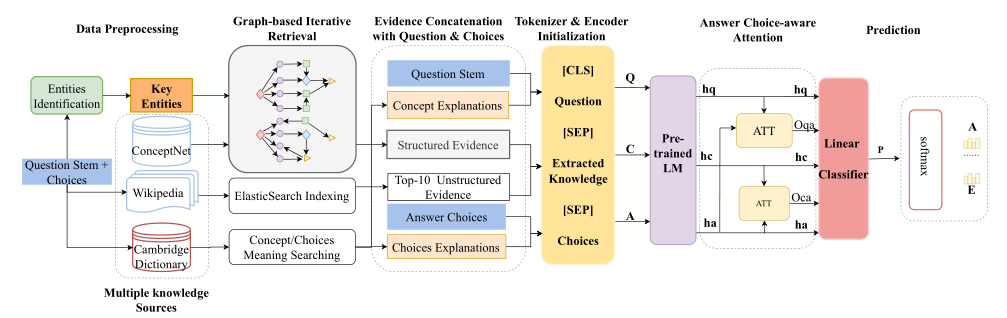 Data Preprocessing
Graph-based Iterative
Retrieval
Evidence Concatenation
with Question & Choices
Tokenizer & Encoder
Initialization
Answer Choice-aware
Attention
Prediction
Entities
Identification
Key
Entities
ConceptNet
Question Stem +
Choices
Wikipedia
Cambridge
Dictionary
Multiple knowledge
Sources
ElasticSearch Indexing
Concept/Choices
Meaning Searching
Question Stem
Concept Explanations
Structured Evidence
Top-10 Unstructured
Evidence
Answer Choices
Choices Explanations
[CLS]
Question
[SEP]
Extracted
Knowledge
[SEP]
Choices
Q
C
A
Pre-
trained
LM
hq
hc
ha
ATT
ATT
hq
Oqa
hc
Oca
ha
Linear
Classifier
P
softmax
A
E